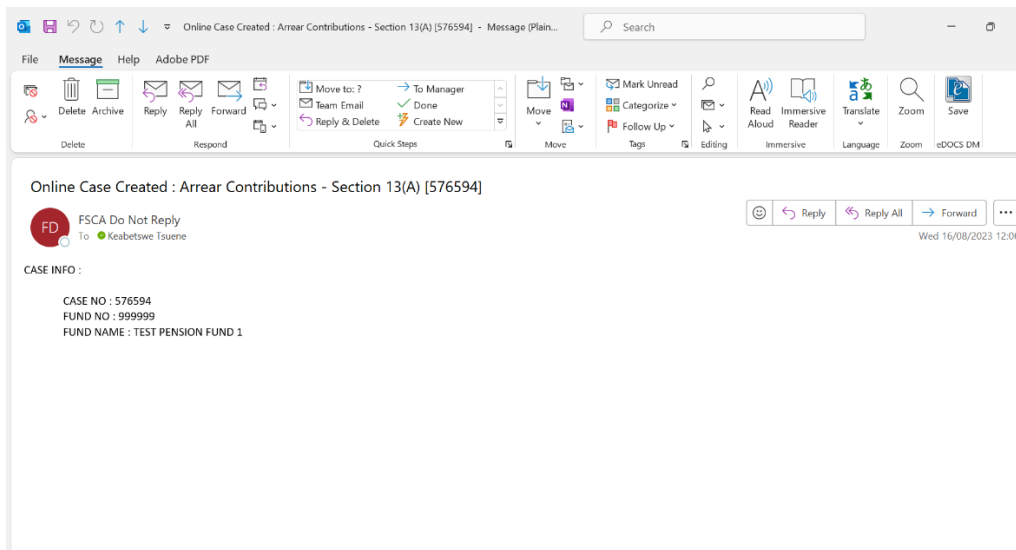 Online Case Created : Arrear Contributions - Section 13(A) [576594] - Message (Plain...
Search
File Message Help Adobe PDF
Delete Archive
Reply Reply All Forward
Move to: ? To Manager
Team Email Done
Reply & Delete Create New
Move
Mark Unread
Categorize
Follow Up
Read Aloud Immersive Reader
Translate
Zoom
Save
Delete Respond Quick Steps Move Tags Editing Immersive Language Zoom eDOCS DM
Online Case Created : Arrear Contributions - Section 13(A) [576594]
FD
FSCA Do Not Reply
To Keabetswe Tsuene
Reply Reply All Forward
Wed 16/08/2023 12:06
CASE INFO :
CASE NO : 576594
FUND NO : 999999
FUND NAME : TEST PENSION FUND 1